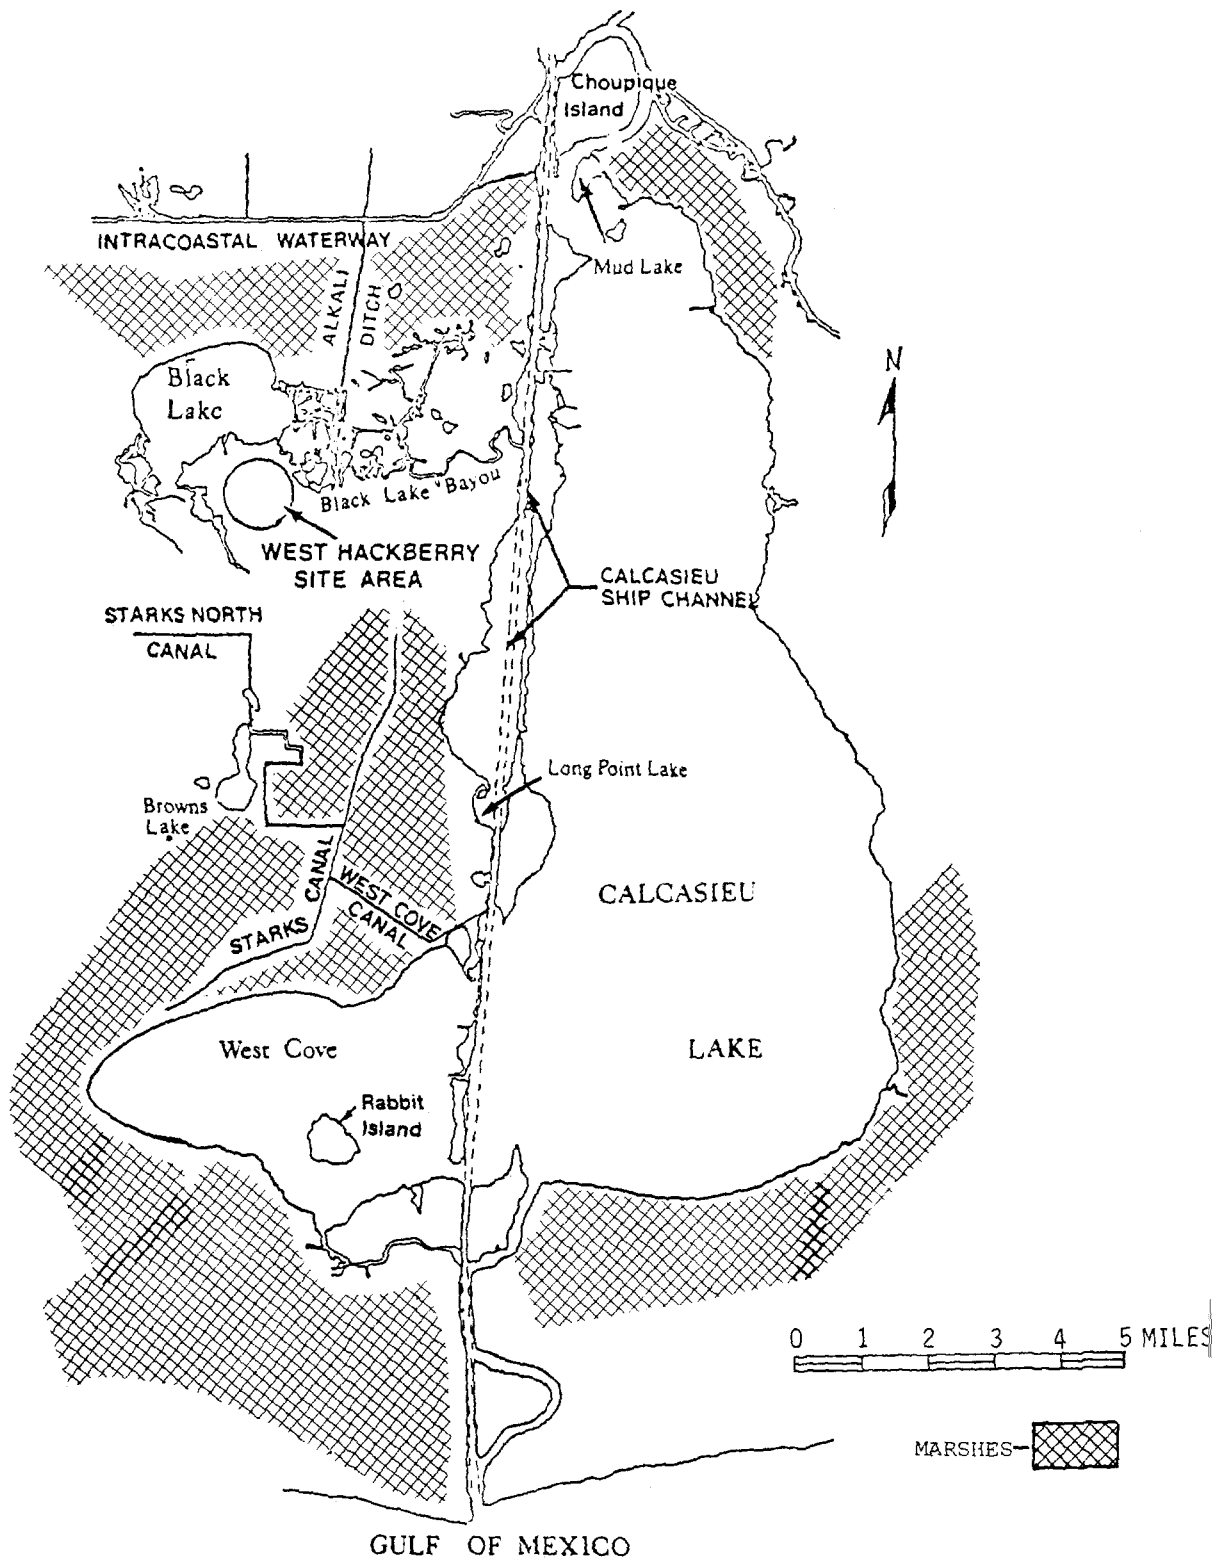 Choupique
Island
INTRACOASTAL WATERWAY
Mud Lake
ALKALI
DITCH
N
Black
Lake
Black Lake Bayou
WEST HACKBERRY
SITE AREA
CALCASIEU
SHIP CHANNEL
STARKS NORTH
CANAL
Long Point Lake
Browns
Lake
STARKS CANAL
WEST COVE
CANAL
CALCASIEU
LAKE
West Cove
Rabbit
Island
0 1 2 3 4 5 MILES
MARSHES
GULF OF MEXICO